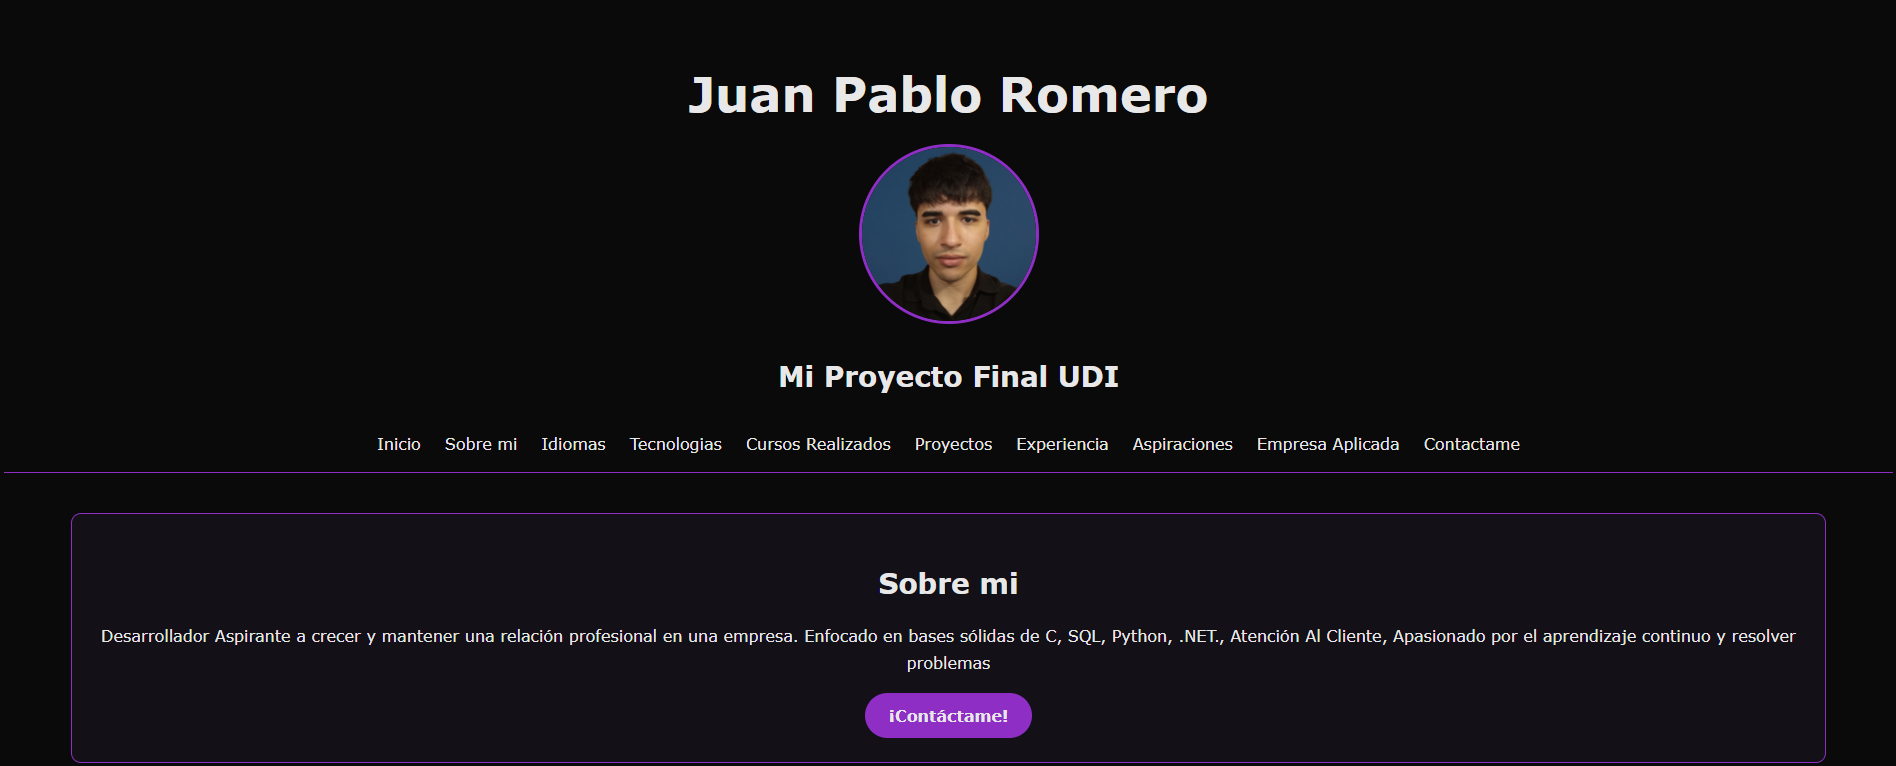 Juan Pablo Romero
Mi Proyecto Final UDI
Inicio Sobre mi Idiomas Tecnologias Cursos Realizados Proyectos Experiencia Aspiraciones Empresa Aplicada Contactame
Sobre mi
Desarrollador Aspirante a crecer y mantener una relación profesional en una empresa. Enfocado en bases sólidas de C, SQL, Python, .NET., Atención Al Cliente, Apasionado por el aprendizaje continuo y resolver
problemas
¡Contáctame!